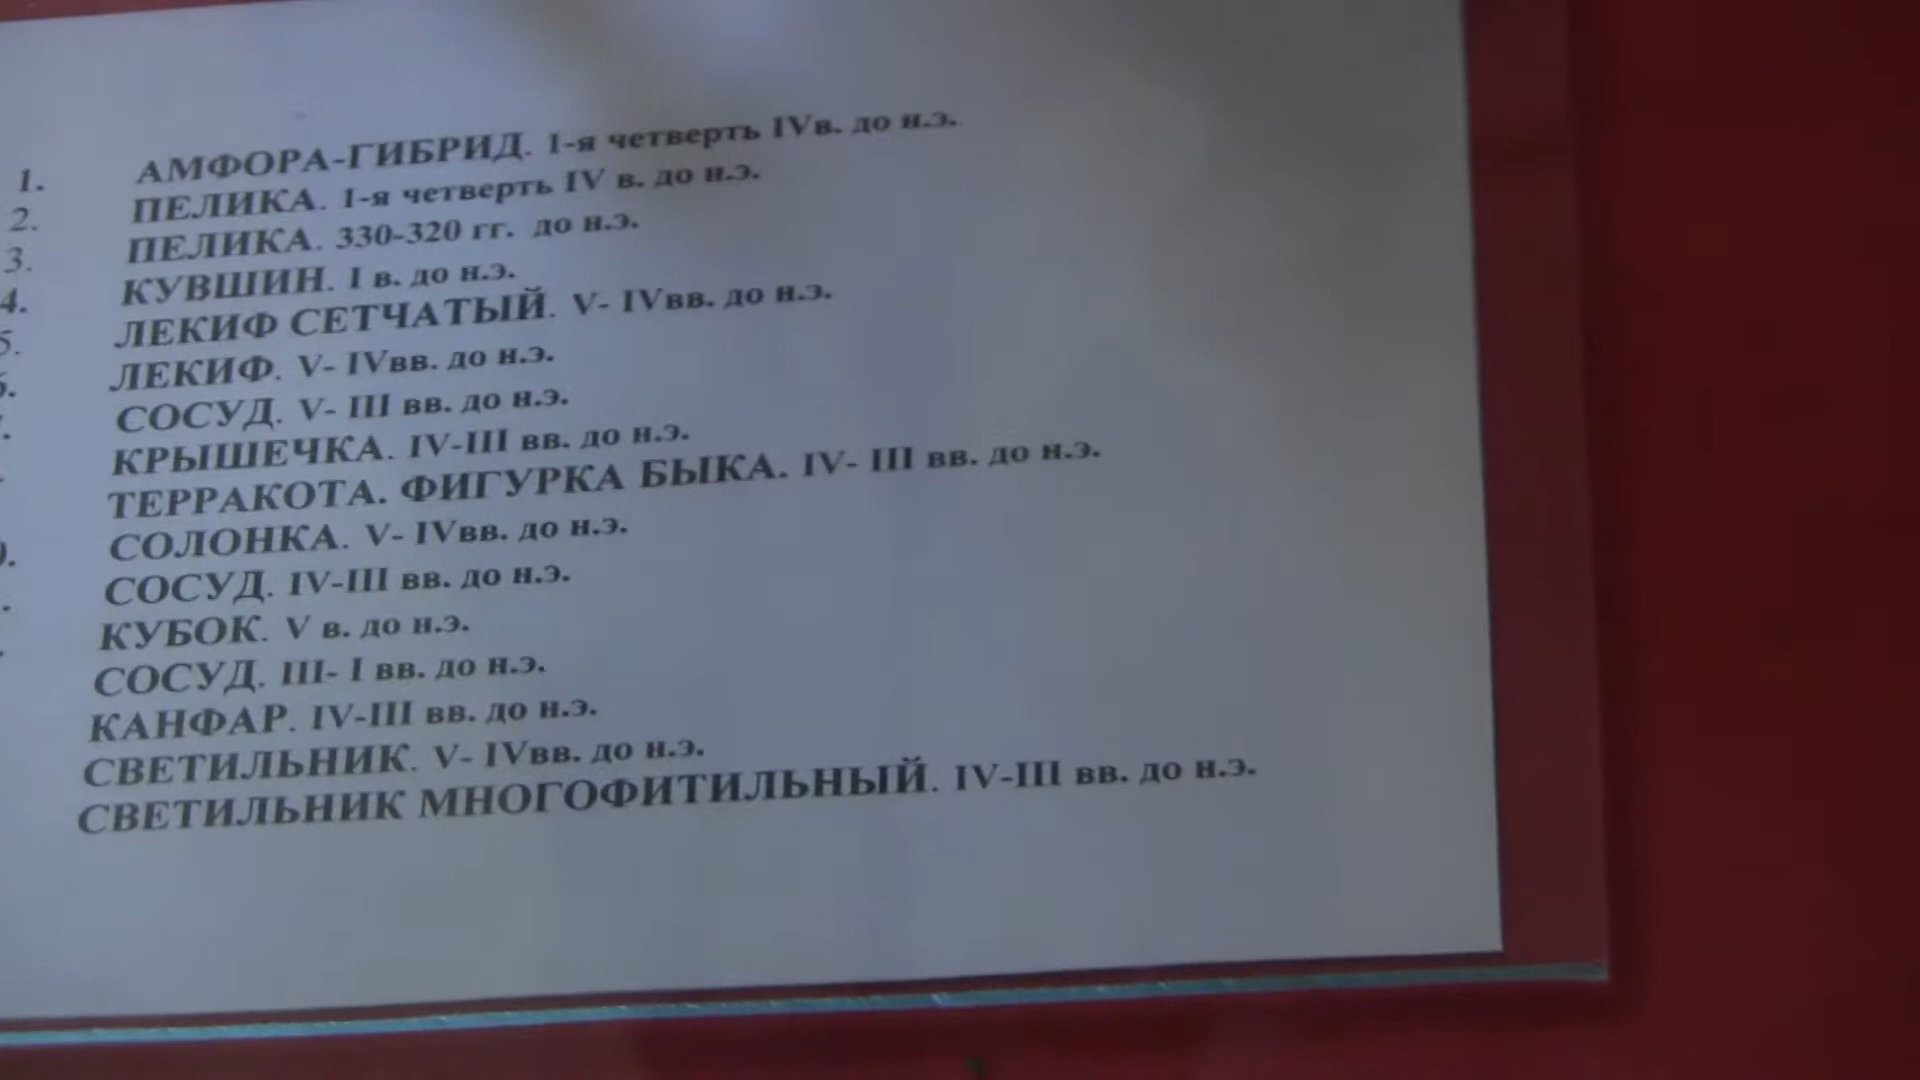 1. АМФОРА-ГИБРИД. 1-я четверть IVв. до н.э.
2. ПЕЛИКА. 1-я четверть IV в. до н.э.
3. ПЕЛИКА. 330-320 гг. до н.э.
4. КУВШИН. I в. до н.э.
5. ЛЕКИФ СЕТЧАТЫЙ. V- IVвв. до н.э.
ЛЕКИФ. V- IVвв. до н.э.
СОСУД. V- III вв. до н.э.
КРЫШЕЧКА. IV-III вв. до н.э.
ТЕРРАКОТА. ФИГУРКА БЫКА. IV- III вв. до н.э.
СОЛОНКА. V- IVвв. до н.э.
СОСУД. IV-III вв. до н.э.
КУБОК. V в. до н.э.
СОСУД. III- I вв. до н.э.
КАНФАР. IV-III вв. до н.э.
СВЕТИЛЬНИК. V- IVвв. до н.э.
СВЕТИЛЬНИК МНОГОФИТИЛЬНЫЙ. IV-III вв. до н.э.